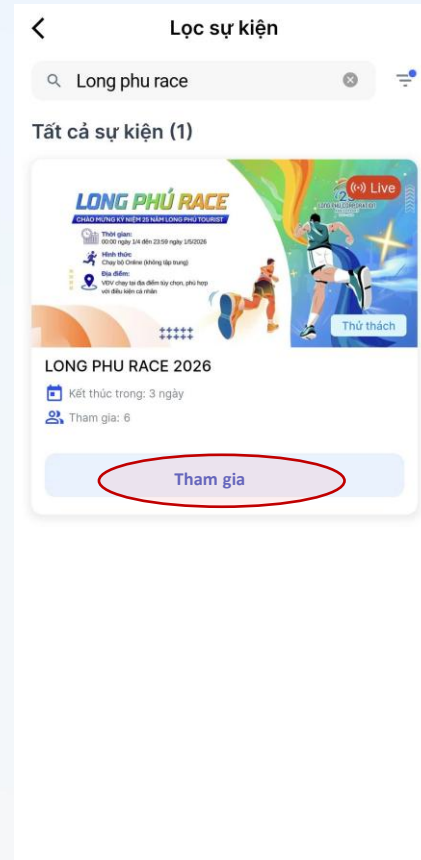 Lọc sự kiện
Long phu race
Tất cả sự kiện (1)
Live
LONG PHÚ RACE
CHÀO MỪNG KỶ NIỆM 25 NĂM LONG PHÚ TOURIST
Thời gian:
00:00 ngày 1/4 đến 23:59 ngày 1/5/2026
Hình thức:
Chạy bộ Online (không tập trung)
Địa điểm:
VĐV chạy tại địa điểm tùy chọn, phù hợp
với điều kiện cá nhân
Thử thách
LONG PHU RACE 2026
Kết thúc trong: 3 ngày
Tham gia: 6
Tham gia